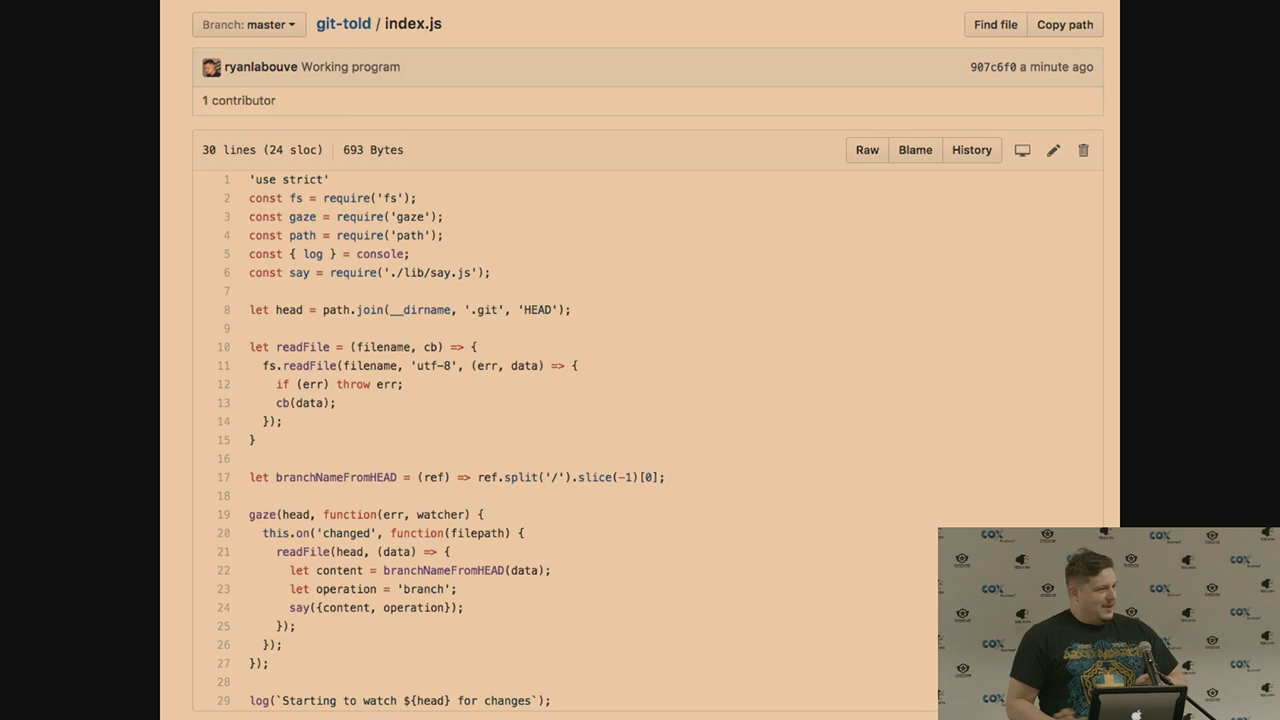 Branch: master git-told / index.js Find file Copy path
ryanlabouve Working program 907c6f0 a minute ago
1 contributor
30 lines (24 sloc) 693 Bytes Raw Blame History
1 'use strict'
2 const fs = require('fs');
3 const gaze = require('gaze');
4 const path = require('path');
5 const { log } = console;
6 const say = require('./lib/say.js');
7
8 let head = path.join(__dirname, '.git', 'HEAD');
9
10 let readFile = (filename, cb) => {
11 fs.readFile(filename, 'utf-8', (err, data) => {
12 if (err) throw err;
13 cb(data);
14 });
15 }
16
17 let branchNameFromHEAD = (ref) => ref.split('/').slice(-1)[0];
18
19 gaze(head, function(err, watcher) {
20 this.on('changed', function(filepath) {
21 readFile(head, (data) => {
22 let content = branchNameFromHEAD(data);
23 let operation = 'branch';
24 say({content, operation});
25 });
26 });
27 });
28
29 log(`Starting to watch ${head} for changes`);
COX
COX
COX
COX
COX
COX
COX